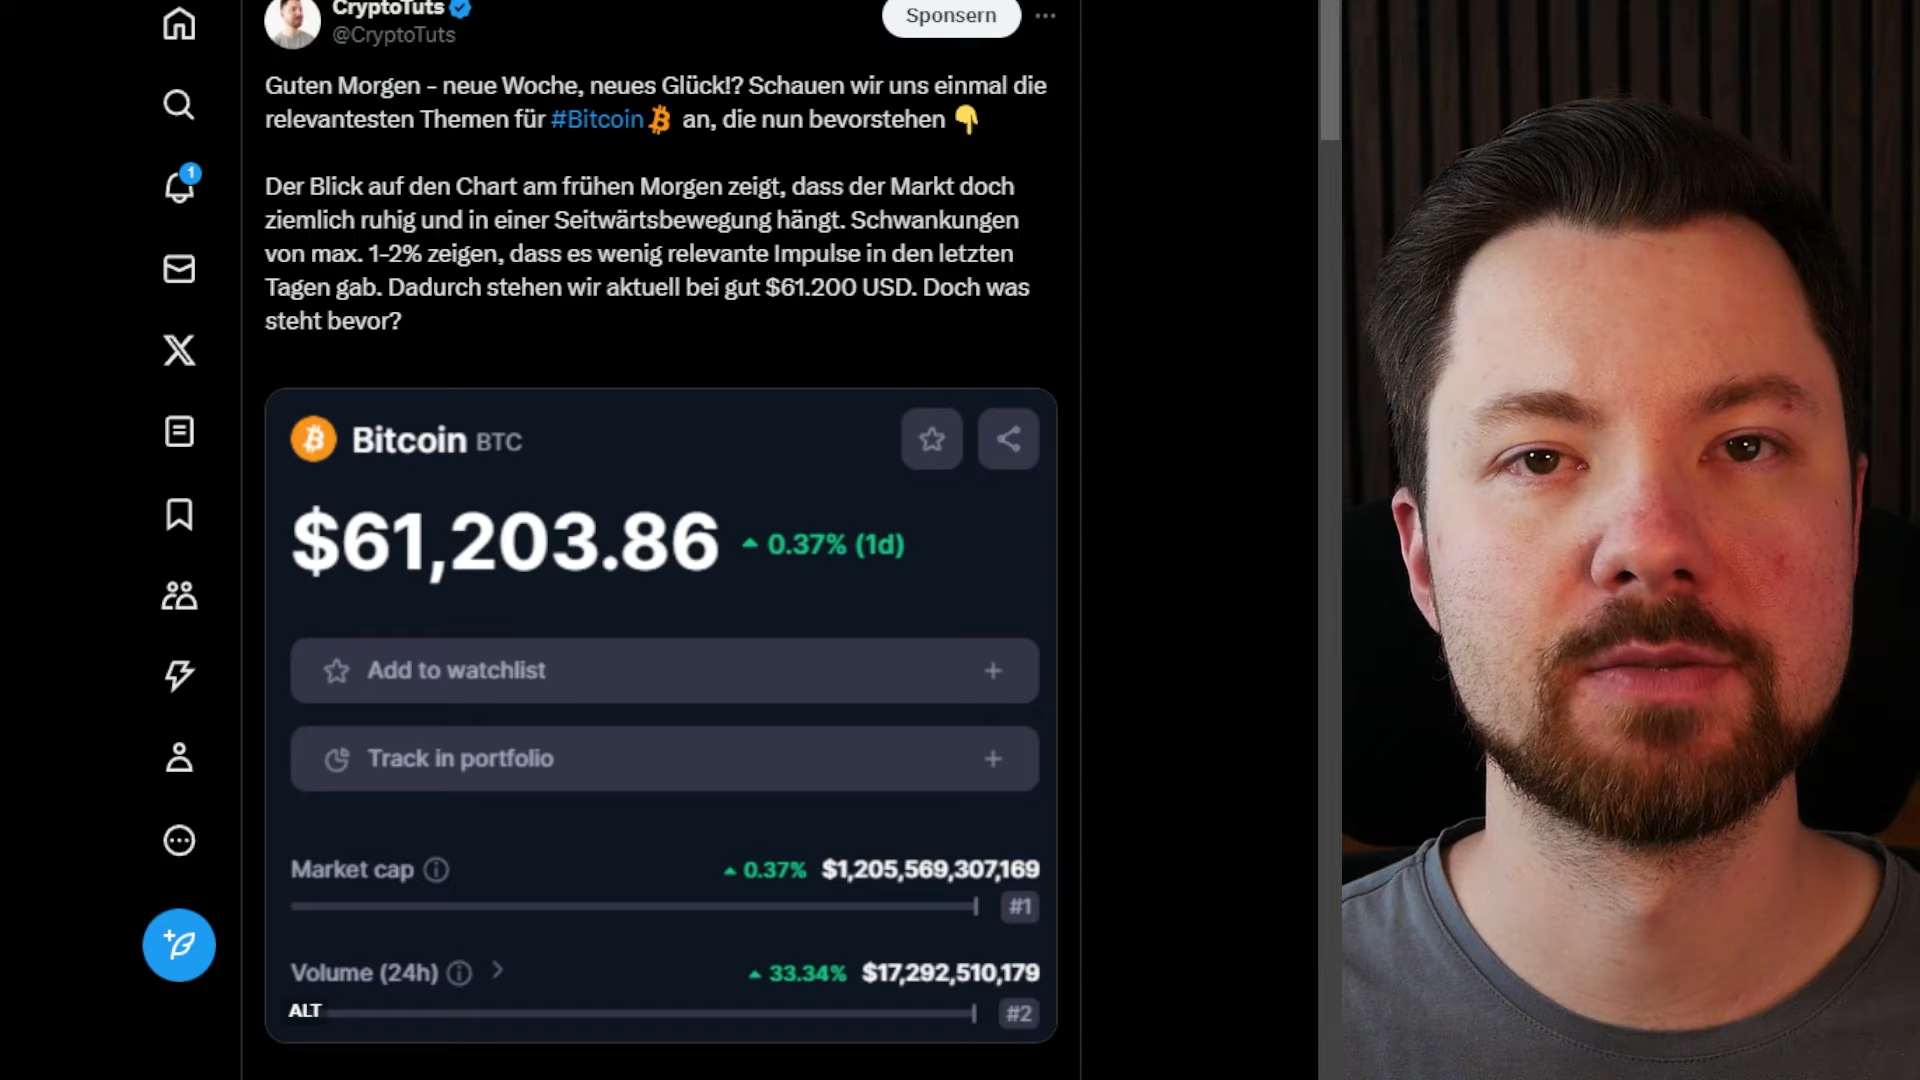 CryptoTuts
@CryptoTuts
Sponsern
Guten Morgen – neue Woche, neues Glück!? Schauen wir uns einmal die
relevantesten Themen für #Bitcoin an, die nun bevorstehen
Der Blick auf den Chart am frühen Morgen zeigt, dass der Markt doch
ziemlich ruhig und in einer Seitwärtsbewegung hängt. Schwankungen
von max. 1-2% zeigen, dass es wenig relevante Impulse in den letzten
Tagen gab. Dadurch stehen wir aktuell bei gut $61.200 USD. Doch was
steht bevor?
1
Bitcoin BTC
$61,203.86 0.37% (1d)
Add to watchlist +
Track in portfolio +
Market cap 0.37% $1,205,569,307,169
#1
Volume (24h) 33.34% $17,292,510,179
ALT #2